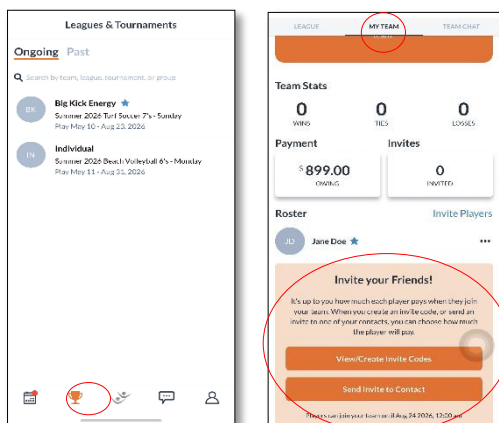 Leagues & Tournaments
Ongoing Past
Search by team, league, tournament, or group
BK
Big Kick Energy
Summer 2026 Turf Soccer 7's - Sunday
Play May 10 - Aug 23, 2026
IN
Individual
Summer 2026 Beach Volleyball 6's - Monday
Play May 11 - Aug 31, 2026
LEAGUE MY TEAM TEAM CHAT
Team Stats
0 0 0
WINS TIES LOSSES
Payment Invites
$899.00 0
OWING INVITED
Roster Invite Players
JD Jane Doe
Invite your Friends!
It's up to you how much each player pays when they join
your team. When you create an invite code, or send an
invite to one of your contacts, you can choose how much
the player will pay.
View/Create Invite Codes
Send Invite to Contact
Players can join your team until Aug 24 2026, 12:00 am